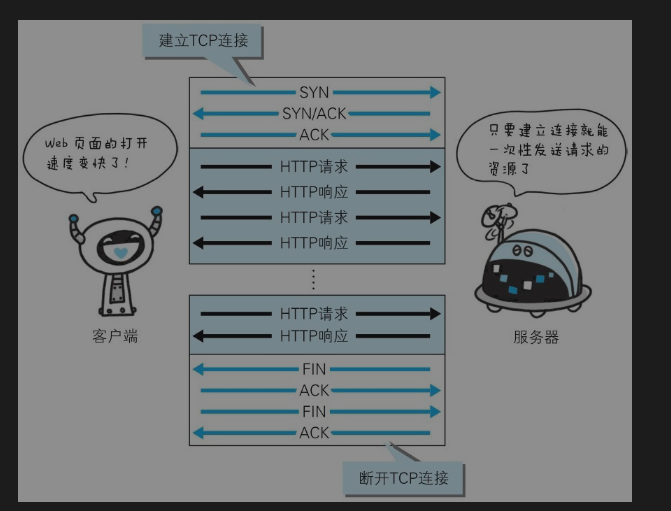 建立TCP连接
SYN
SYN/ACK
ACK
Web 页面的打开
速度变快了!
只要建立连接就能
一次性发送请求的
资源了
HTTP请求
HTTP响应
HTTP请求
HTTP响应
HTTP请求
HTTP响应
客户端
服务器
FIN
ACK
FIN
ACK
断开TCP连接